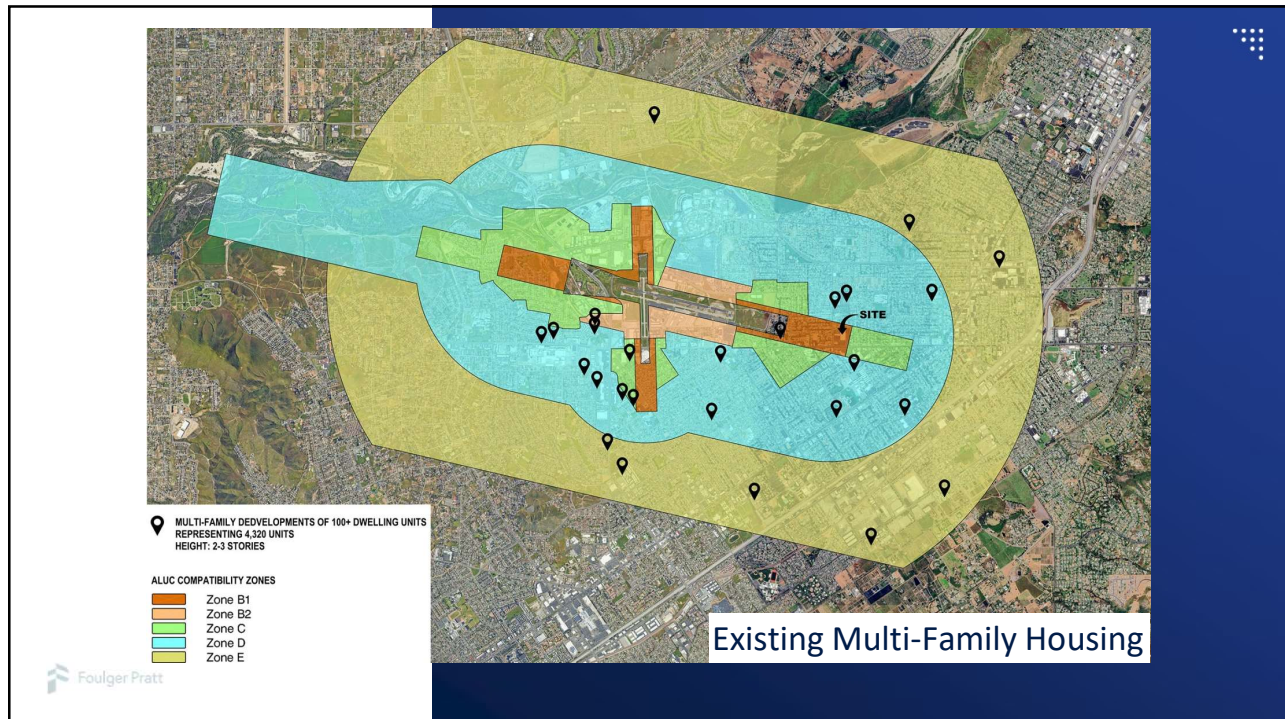 SITE
MULTI-FAMILY DEDVELOPMENTS OF 100+ DWELLING UNITS
REPRESENTING 4,320 UNITS
HEIGHT: 2-3 STORIES
ALUC COMPATIBILITY ZONES
Zone B1
Zone B2
Zone C
Zone D
Zone E
Existing Multi-Family Housing
Foulger Pratt